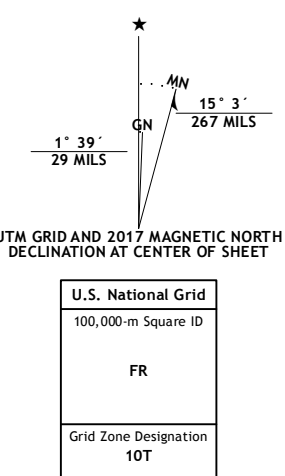 ★
MN
GN
15° 3´
267 MILS
1° 39´
29 MILS
UTM GRID AND 2017 MAGNETIC NORTH
DECLINATION AT CENTER OF SHEET
U.S. National Grid
100,000-m Square ID
FR
Grid Zone Designation
10T